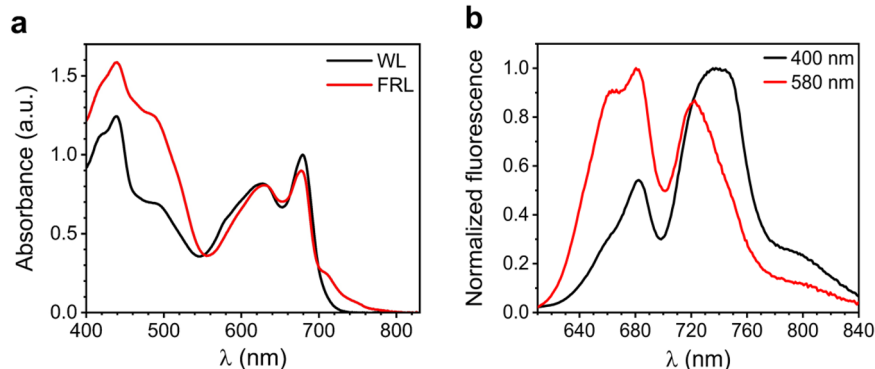 a
WL
FRL
Absorbance (a.u.)
1.5
1.0
0.5
0.0
400 500 600 700 800
λ (nm)
b
400 nm
580 nm
Normalized fluorescence
1.0
0.8
0.6
0.4
0.2
0.0
640 680 720 760 800 840
λ (nm)